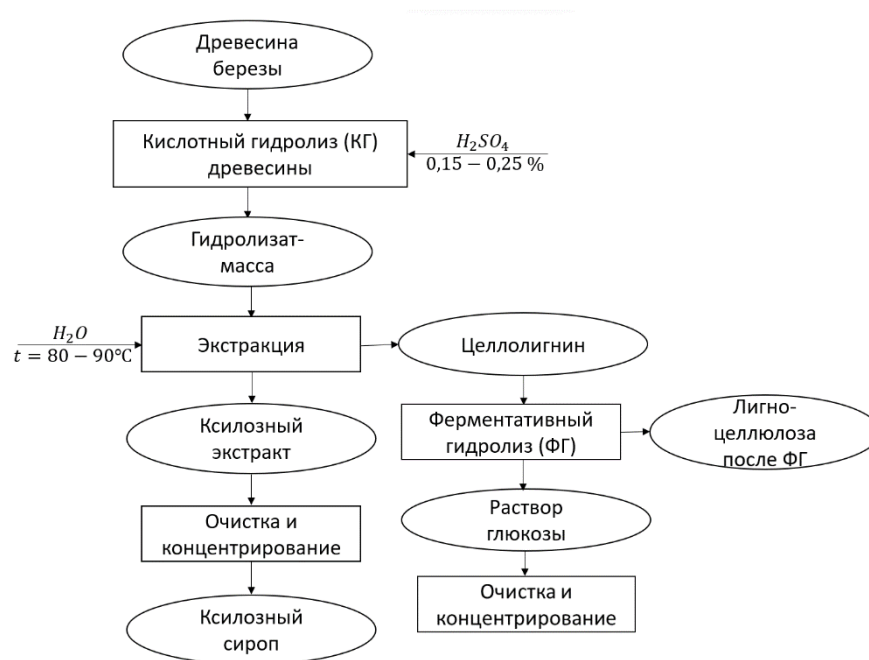 Древесина
березы
Кислотный гидролиз (КГ)
древесины
H₂SO₄
0,15 − 0,25 %
Гидролизат-
масса
H₂O
t = 80 − 90℃
Экстракция
Целлолигнин
Ксилозный
экстракт
Ферментативный
гидролиз (ФГ)
Лигно-
целлюлоза
после ФГ
Очистка и
концентрирование
Раствор
глюкозы
Ксилозный
сироп
Очистка и
концентрирование